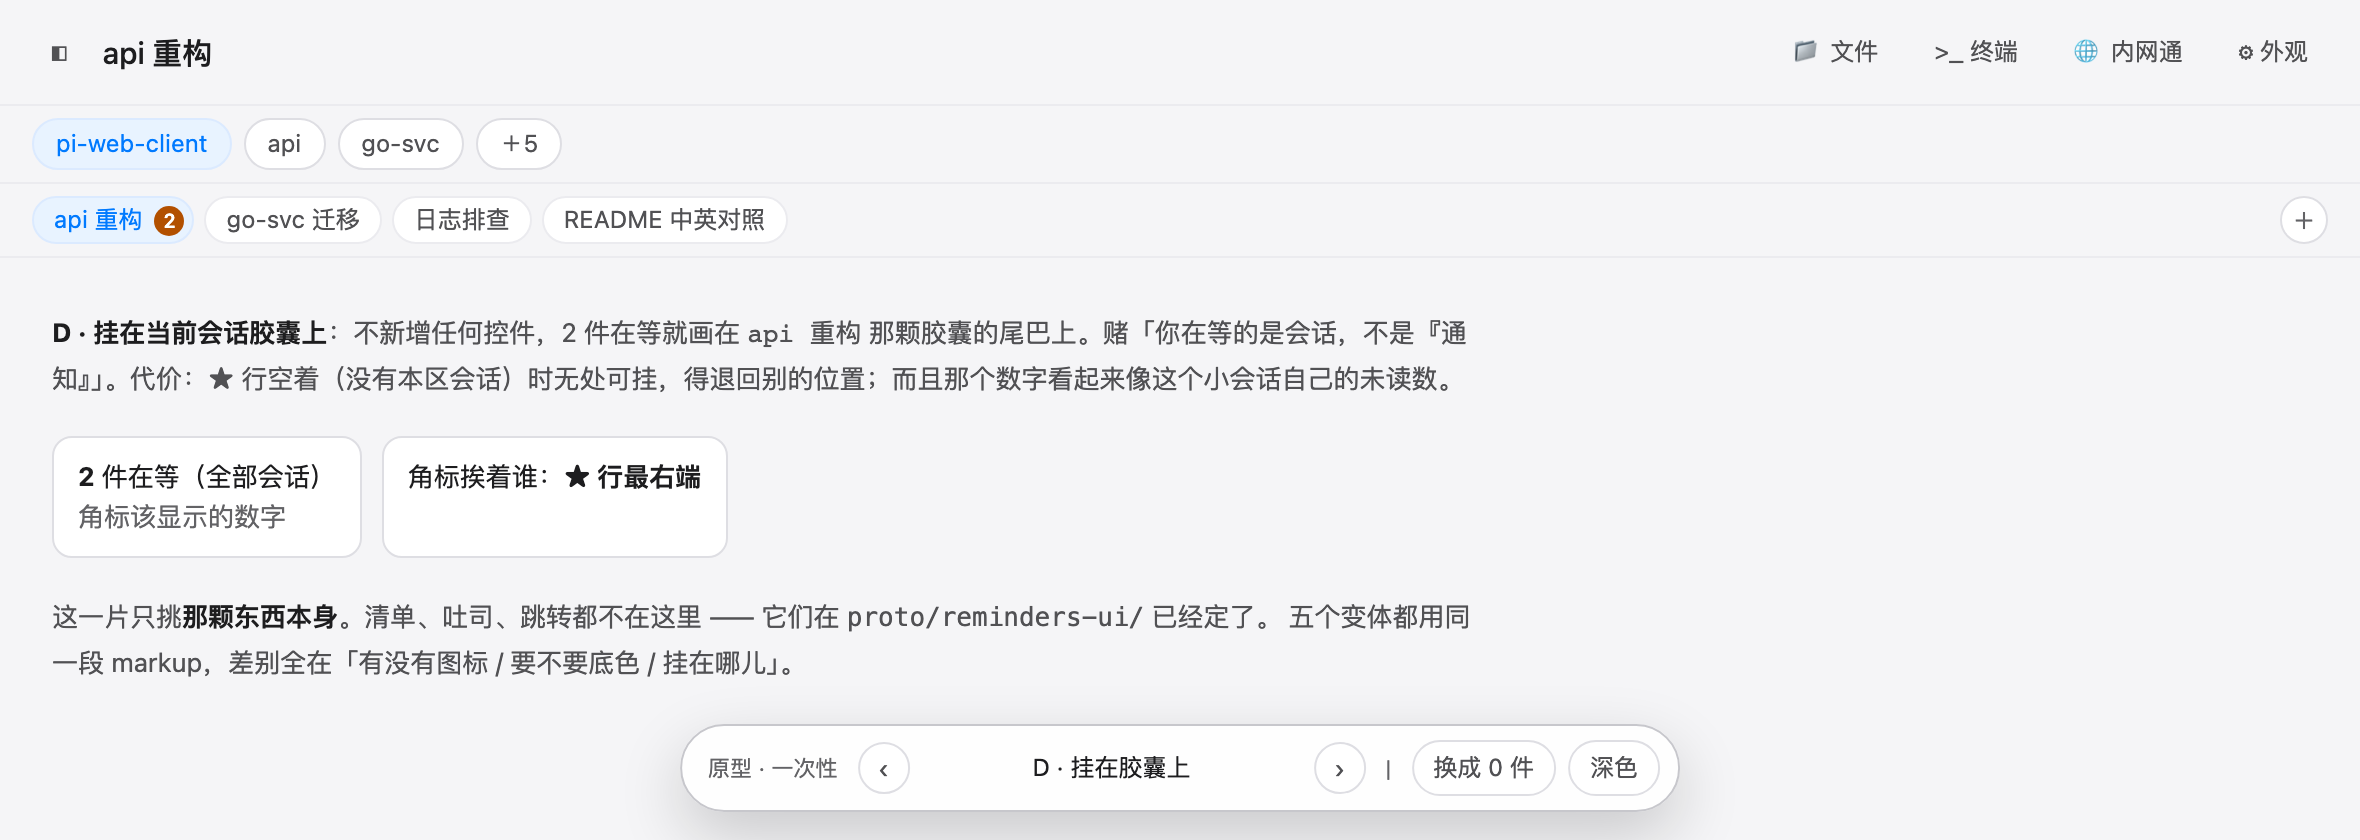 api 重构
文件 >_ 终端 内网通 外观
pi-web-client api go-svc +5
api 重构 2 go-svc 迁移 日志排查 README 中英对照 +
D · 挂在当前会话胶囊上：不新增任何控件，2 件在等就画在 api 重构 那颗胶囊的尾巴上。赌「你在等的是会话，不是『通
知』」。代价：★ 行空着（没有本区会话）时无处可挂，得退回别的位置；而且那个数字看起来像这个小会话自己的未读数。
2 件在等（全部会话）
角标该显示的数字
角标挨着谁：★ 行最右端
这一片只挑那颗东西本身。清单、吐司、跳转都不在这里 —— 它们在 proto/reminders-ui/ 已经定了。 五个变体都用同
一段 markup，差别全在「有没有图标 / 要不要底色 / 挂在哪儿」。
原型 · 一次性 ‹ D · 挂在胶囊上 › | 换成 0 件 深色